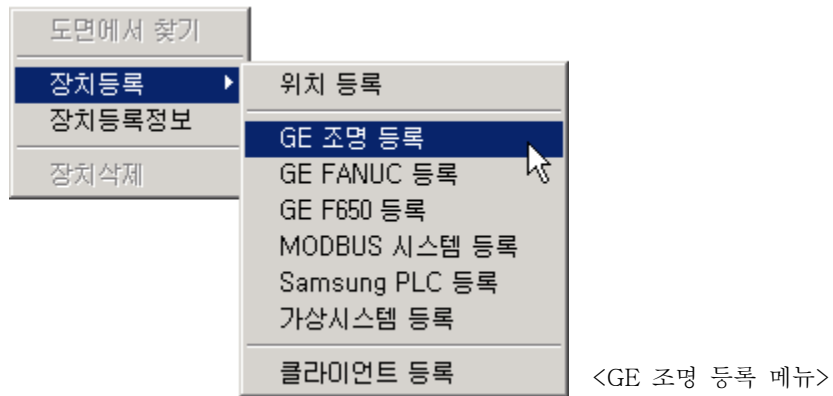 도면에서 찾기
장치등록
장치등록정보
장치삭제
위치 등록
GE 조명 등록
GE FANUC 등록
GE F650 등록
MODBUS 시스템 등록
Samsung PLC 등록
가상시스템 등록
클라이언트 등록
<GE 조명 등록 메뉴>